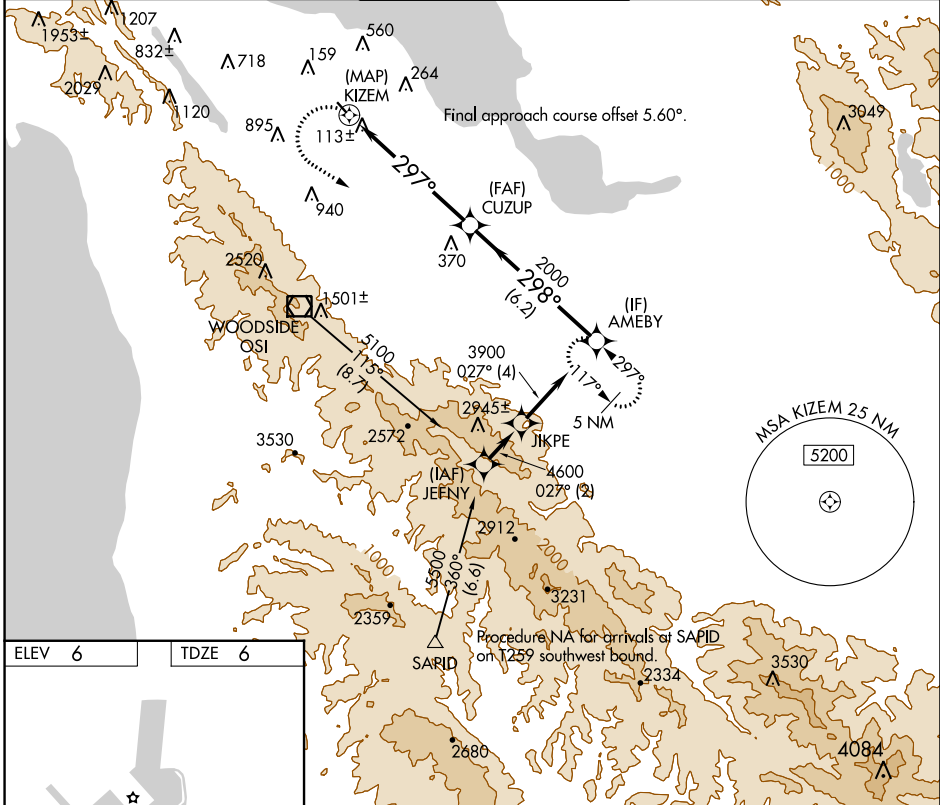 1207
1953±
832±
560
718
159
2029
(MAP)
KIZEM
264
1120
3049
Final approach course offset 5.60°.
895
113±
1000
297°
(FAF)
CUZUP
940
370
2520
2000
298°
(6.2)
1501±
(IF)
AMEBY
WOODSIDE
OSI
5100
115°
(8.7)
3900
027° (4)
117°
297°
5 NM
2945±
JIKPE
2572
3530
(IAF)
JEFNY
4600
027° (2)
MSA KIZEM 25 NM
5200
2912
1000
2000
5500
360°
(6.6)
3231
2359
Procedure NA for arrivals at SAPID
on T259 southwest bound.
SAPID
ELEV 6
TDZE 6
2334
3530
2680
4084